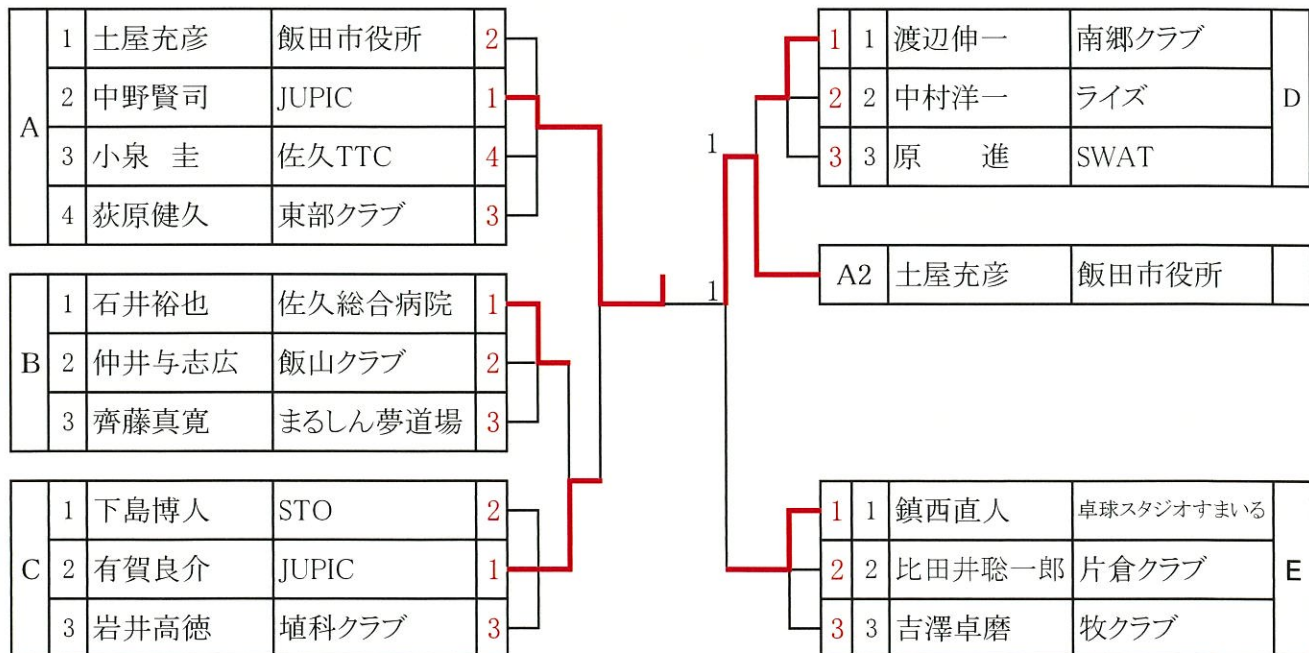 A
1 土屋充彦 飯田市役所 2
2 中野賢司 JUPIC 1
3 小泉 圭 佐久TTC 4
4 荻原健久 東部クラブ 3
B
1 石井裕也 佐久総合病院 1
2 仲井与志広 飯山クラブ 2
3 齊藤真寛 まるしん夢道場 3
C
1 下島博人 STO 2
2 有賀良介 JUPIC 1
3 岩井高徳 埴科クラブ 3
1
1
1 1 渡辺伸一 南郷クラブ
2 2 中村洋一 ライズ
3 3 原 進 SWAT
D
A2 土屋充彦 飯田市役所
1 1 鎮西直人 卓球スタジオすまいる
2 2 比田井聡一郎 片倉クラブ
3 3 吉澤卓磨 牧クラブ
E